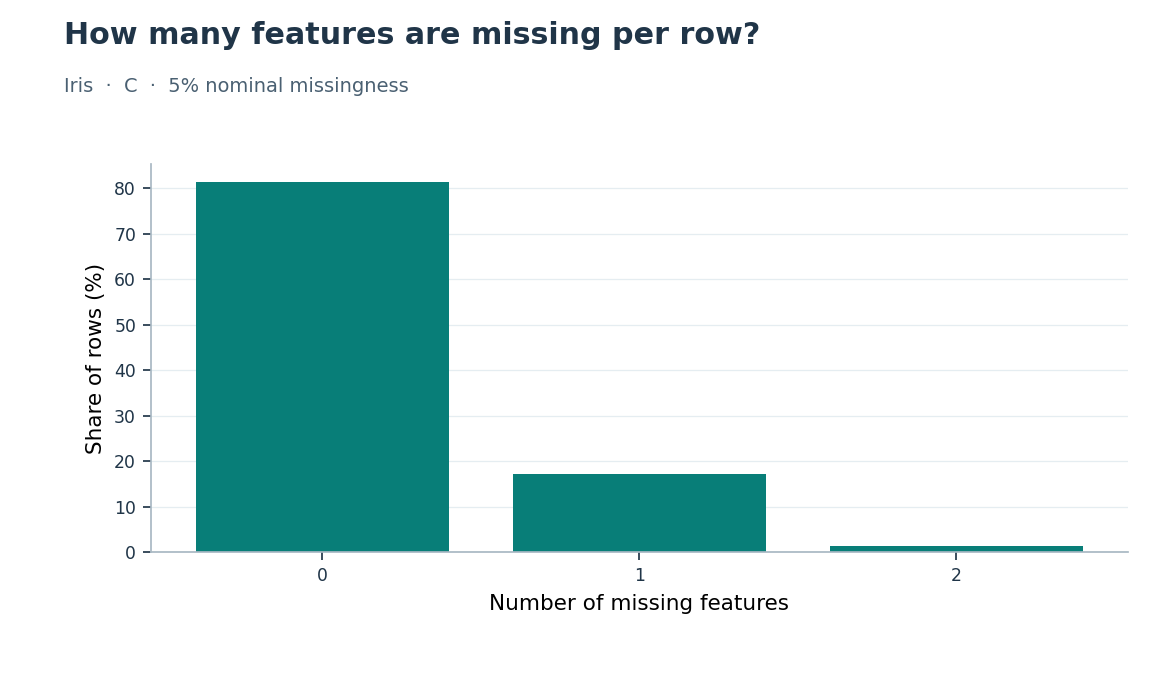 How many features are missing per row?
Iris · C · 5% nominal missingness
80
70
60
50
40
30
20
10
0
Share of rows (%)
0 1 2
Number of missing features